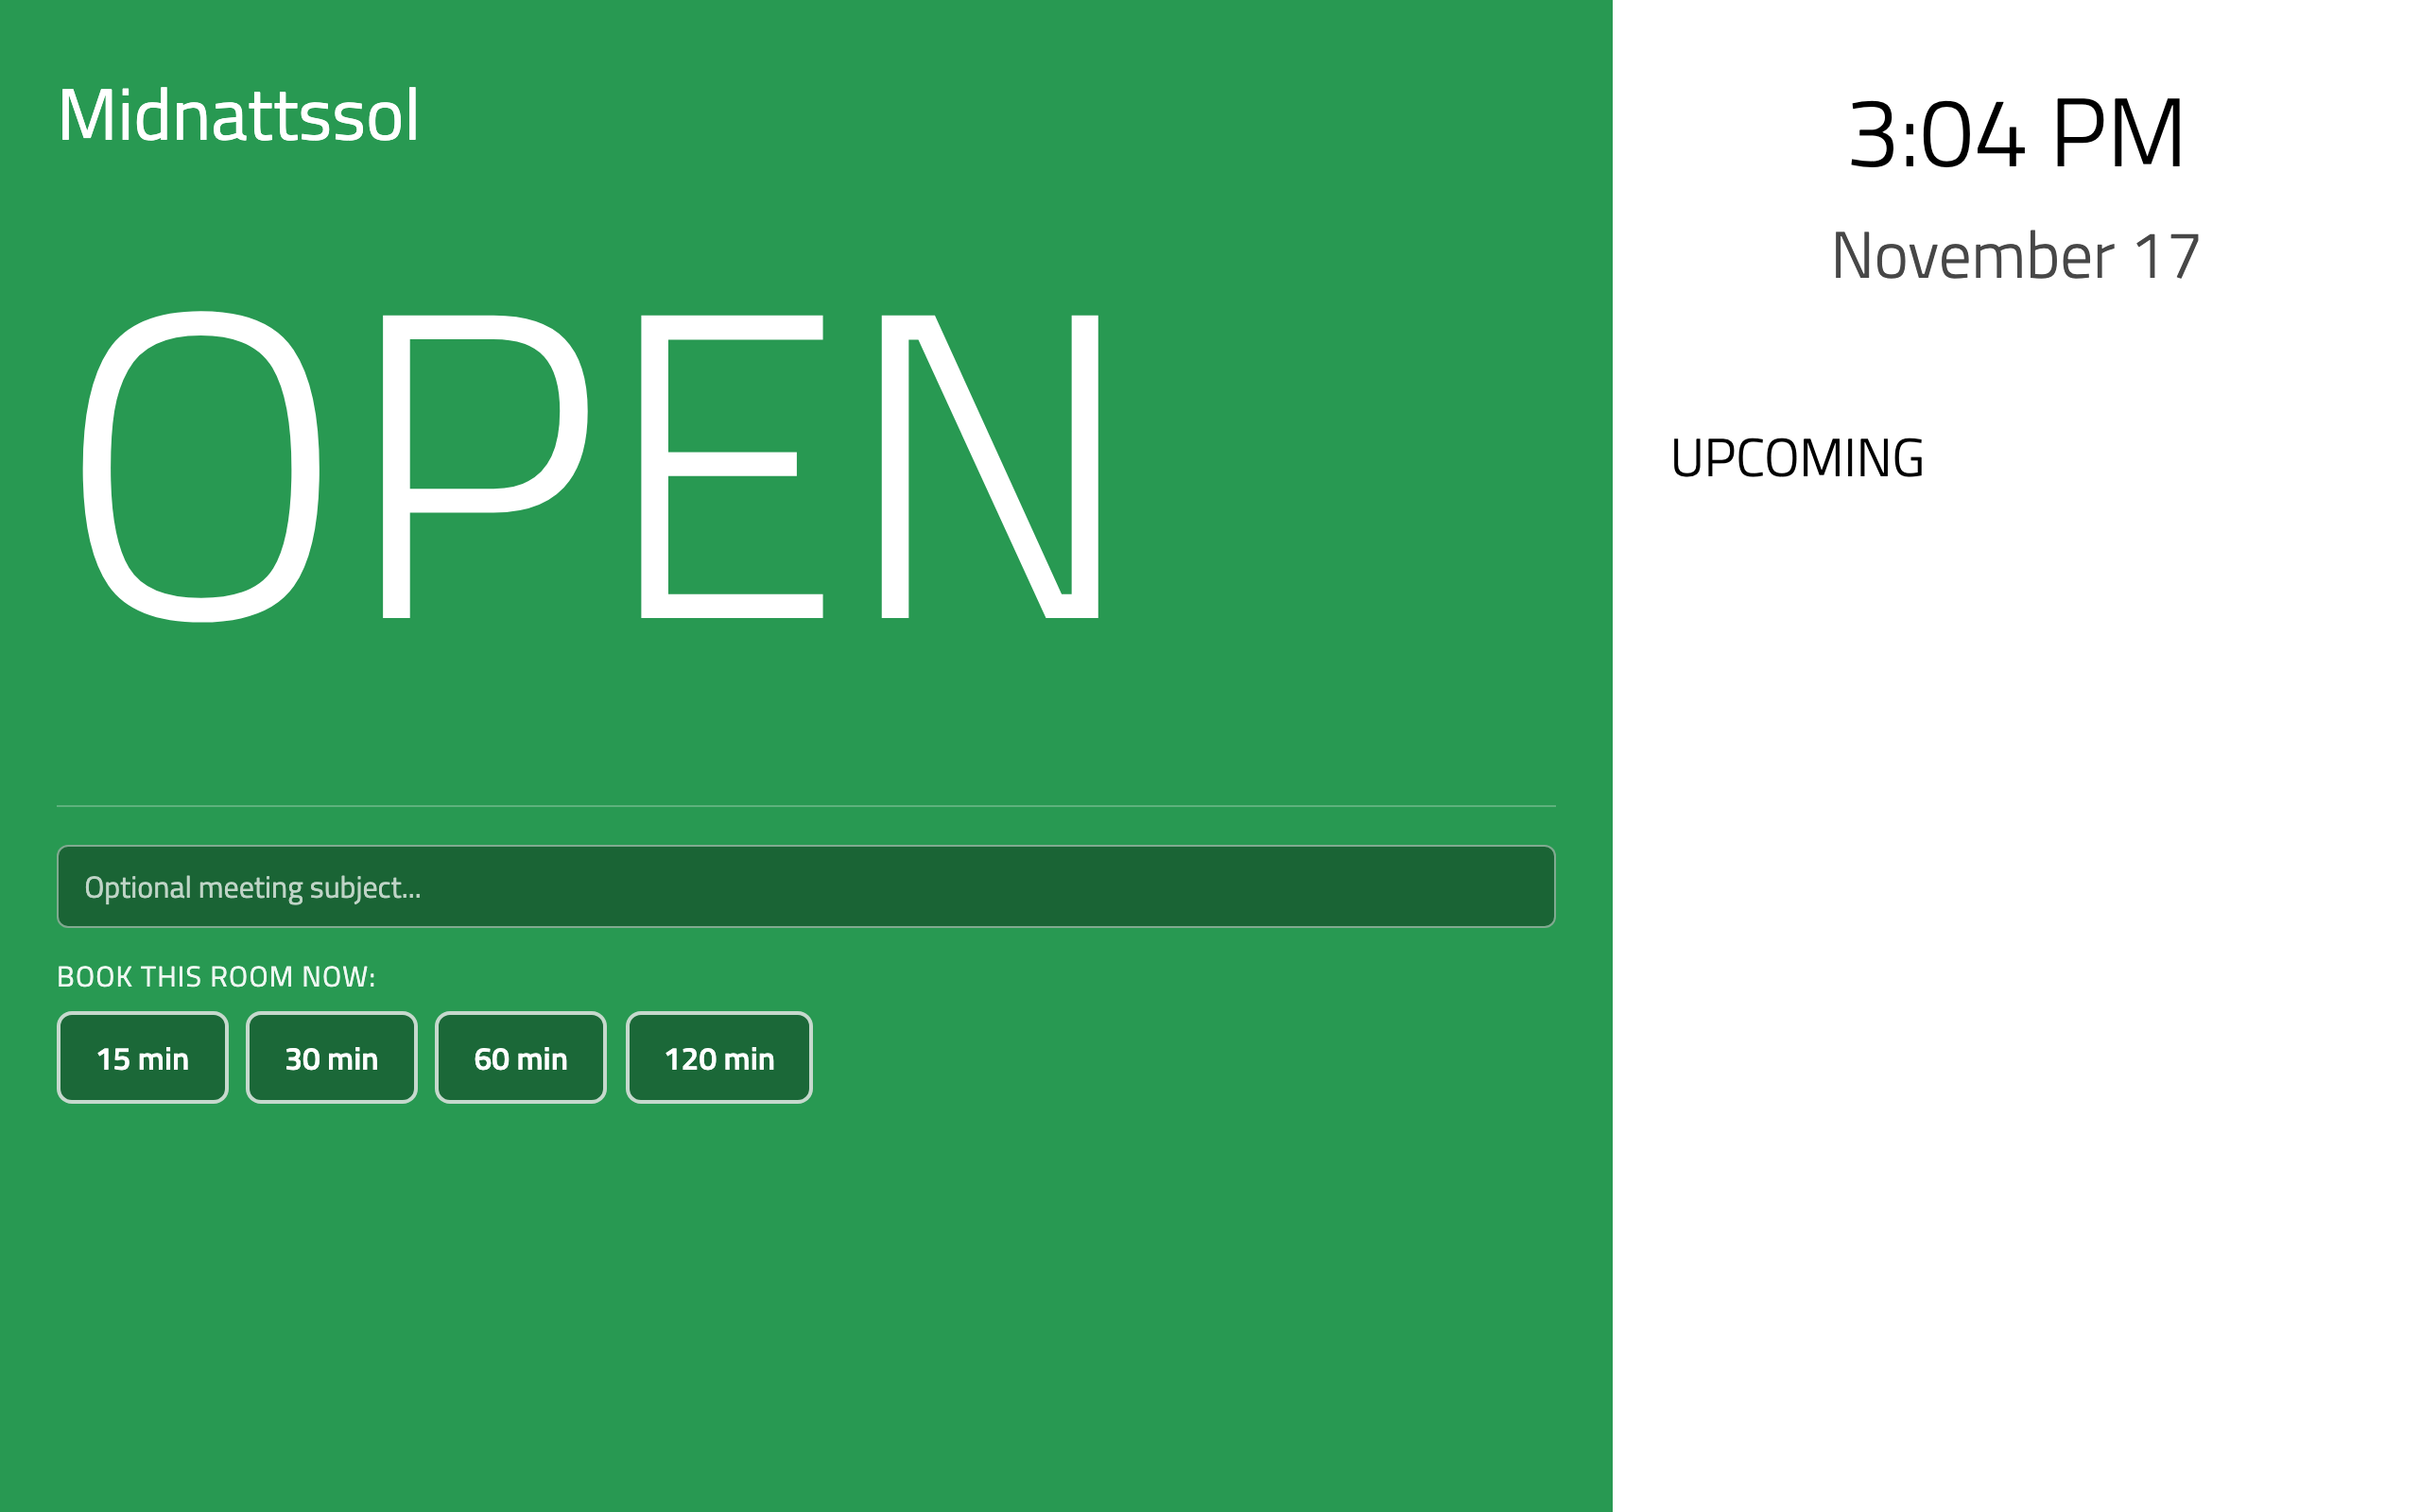 Midnattssol
OPEN
Optional meeting subject...
BOOK THIS ROOM NOW:
15 min
30 min
60 min
120 min
3:04 PM
November 17
UPCOMING